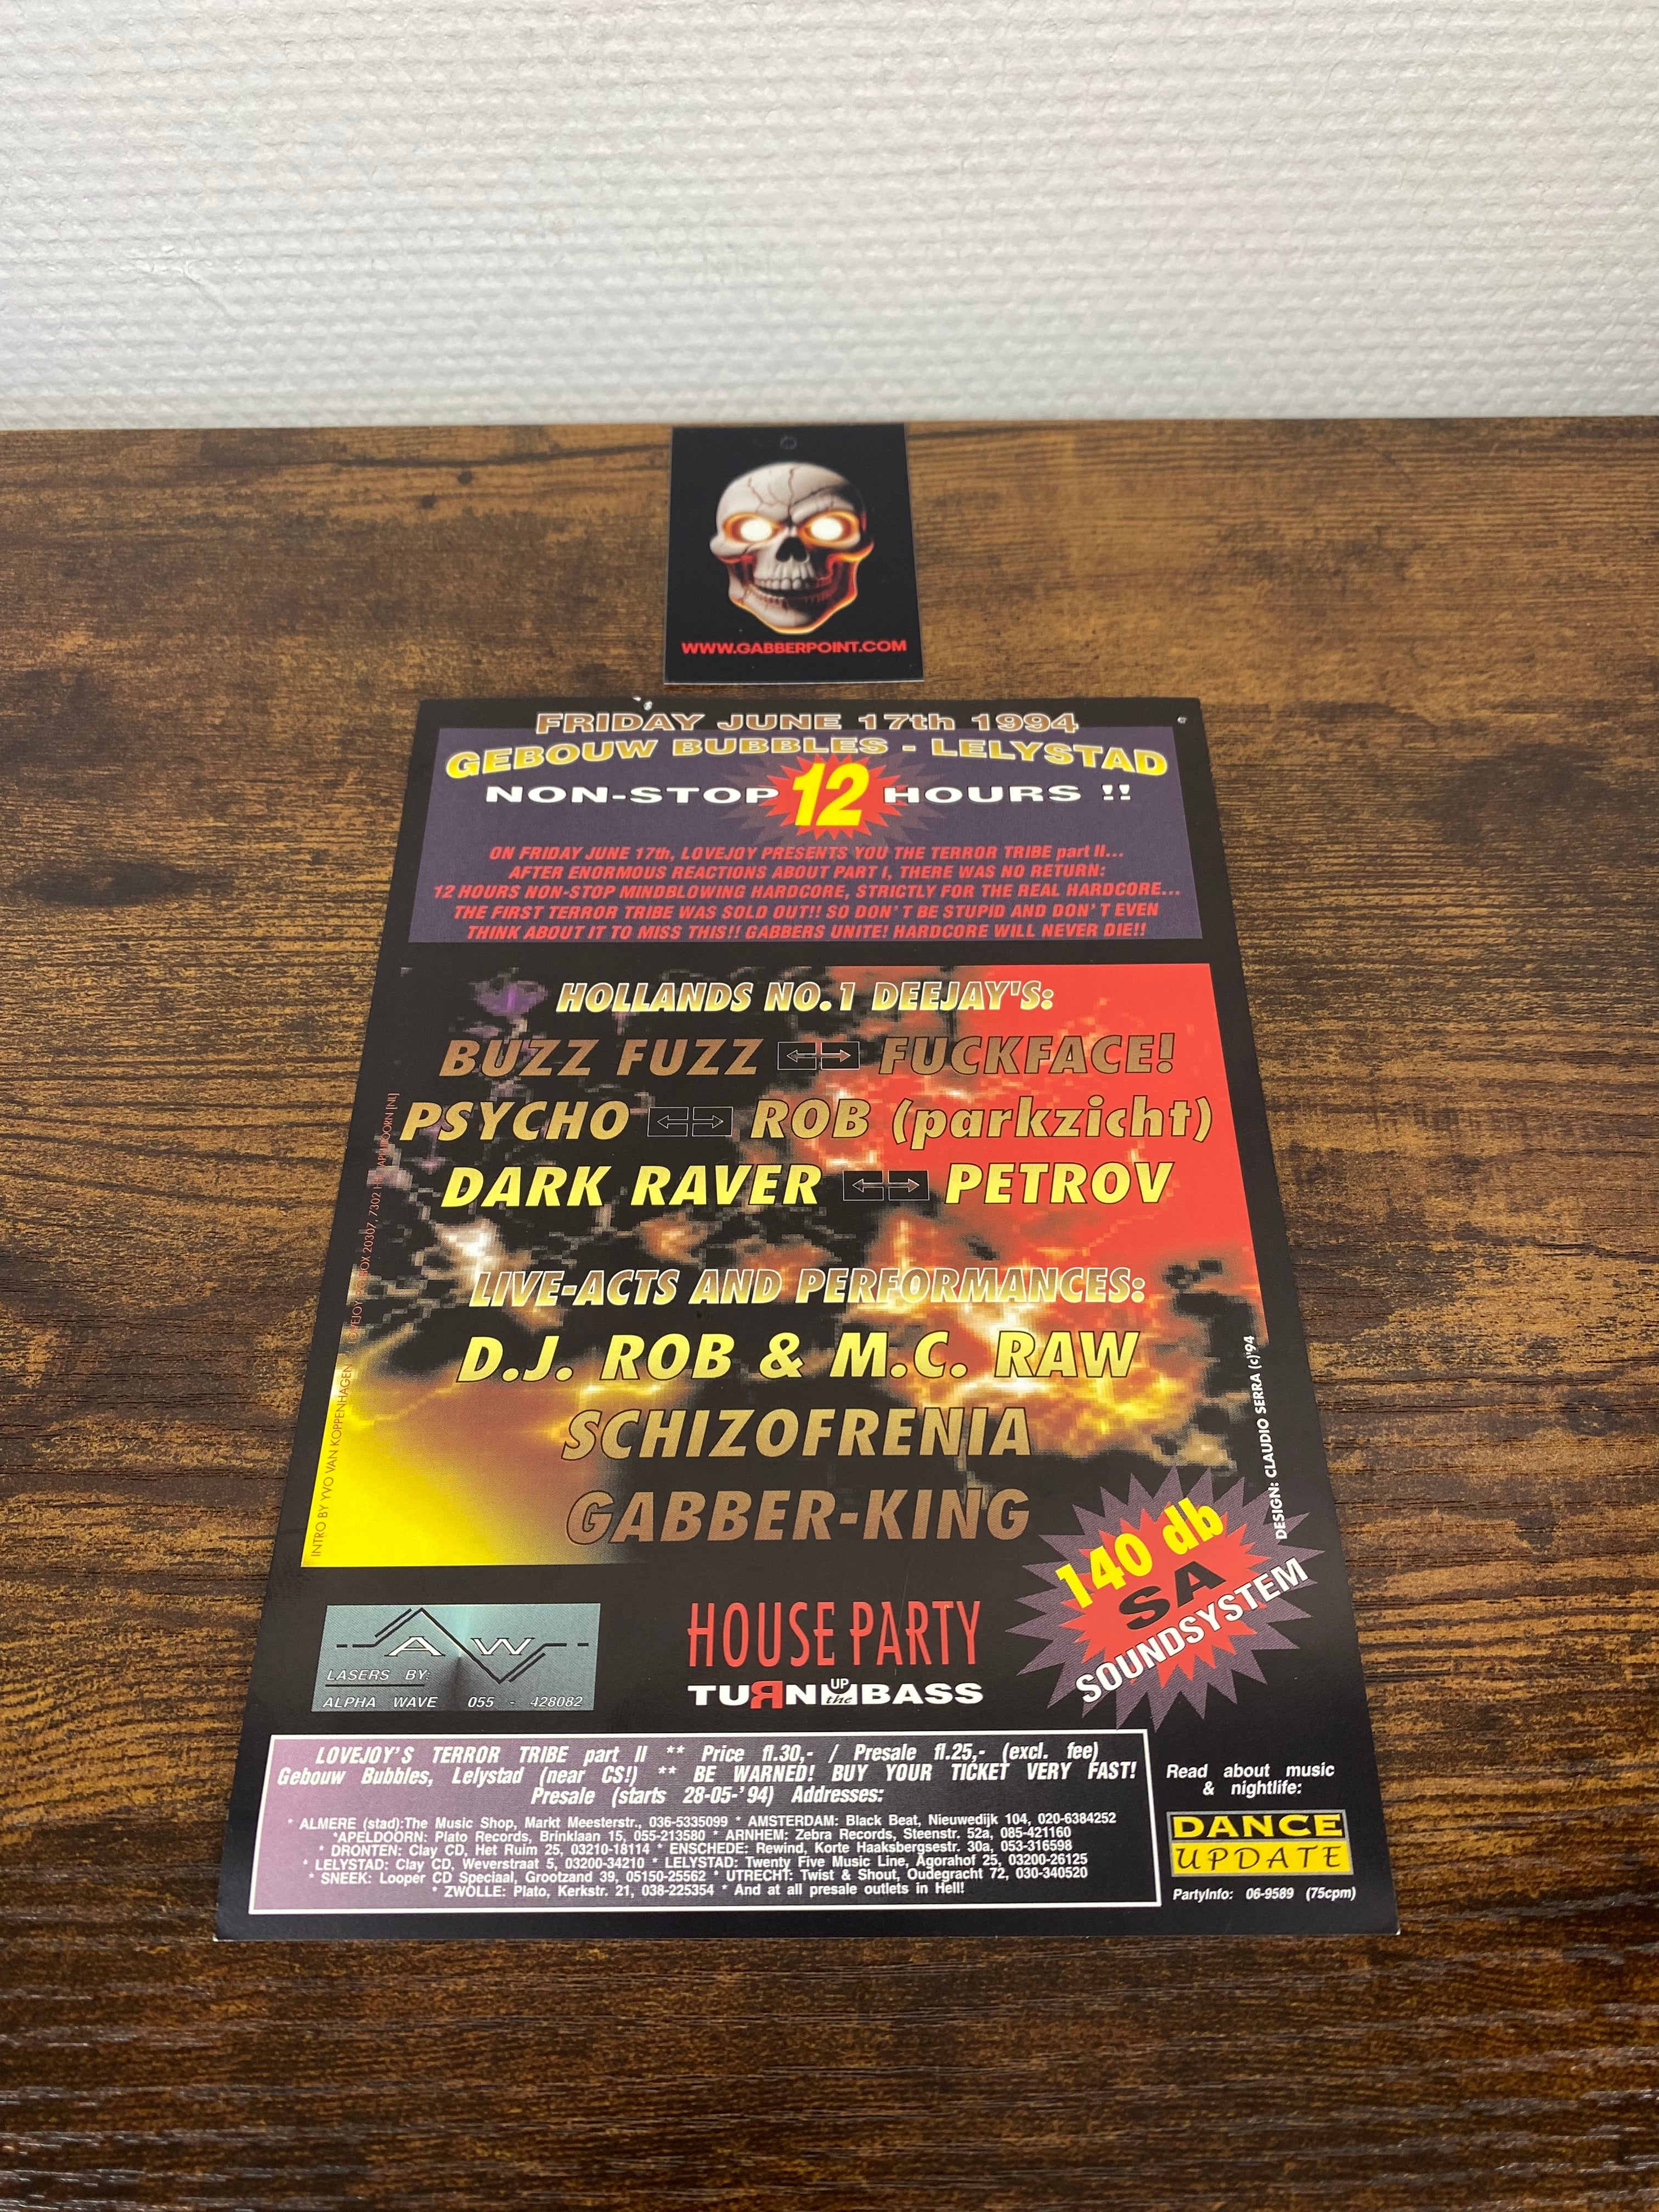 WWW.GABBERPOINT.COM
FRIDAY JUNE 17th 1994
GEBOUW BUBBLES - LELYSTAD
NON-STOP 12 HOURS !!
ON FRIDAY JUNE 17th, LOVEJOY PRESENTS YOU THE TERROR TRIBE part II...
AFTER ENORMOUS REACTIONS ABOUT PART I, THERE WAS NO RETURN:
12 HOURS NON-STOP MINDBLOWING HARDCORE, STRICTLY FOR THE REAL HARDCORE...
THE FIRST TERROR TRIBE WAS SOLD OUT!! SO DON'T BE STUPID AND DON'T EVEN
THINK ABOUT IT TO MISS THIS!! GABBERS UNITE! HARDCORE WILL NEVER DIE!!
HOLLANDS NO.1 DEEJAY'S:
BUZZ FUZZ FUCKFACE!
PSYCHO ROB (parkzicht)
DARK RAVER PETROV
LIVE-ACTS AND PERFORMANCES:
D.J. ROB & M.C. RAW
SCHIZOFRENIA
GABBER-KING
INTRO BY YVO VAN KOPPENHAGEN 20307, 7302 [NL]
DESIGN: CLAUDIO SERRA (c)'94
140 db
SA
SOUNDSYSTEM
AW
LASERS BY:
ALPHA WAVE 055 - 428082
HOUSE PARTY
TURN UP the BASS
LOVEJOY'S TERROR TRIBE part II ** Price fl.30,- / Presale fl.25,- (excl. fee)
Gebouw Bubbles, Lelystad (near CS!) ** BE WARNED! BUY YOUR TICKET VERY FAST!
Presale (starts 28-05-'94) Addresses:
* ALMERE (stad):The Music Shop, Markt Meesterstr., 036-5335099 * AMSTERDAM: Black Beat, Nieuwedijk 104, 020-6384252
*APELDOORN: Plato Records, Brinklaan 15, 055-213580 * ARNHEM: Zebra Records, Steenstr. 52a, 085-421160
* DRONTEN: Clay CD, Het Ruim 25, 03210-18114 * ENSCHEDE: Rewind, Korte Haaksbergsestr. 30a, 053-316598
* LELYSTAD: Clay CD, Weverstraat 5, 03200-34210 * LELYSTAD: Twenty Five Music Line, Agorahof 25, 03200-26125
* SNEEK: Looper CD Speciaal, Grootzand 39, 05150-25562 * UTRECHT: Twist & Shout, Oudegracht 72, 030-340520
* ZWOLLE: Plato, Kerkstr. 21, 038-225354 * And at all presale outlets in Hell!
Read about music
& nightlife:
DANCE
UPDATE
PartyInfo: 06-9589 (75cpm)